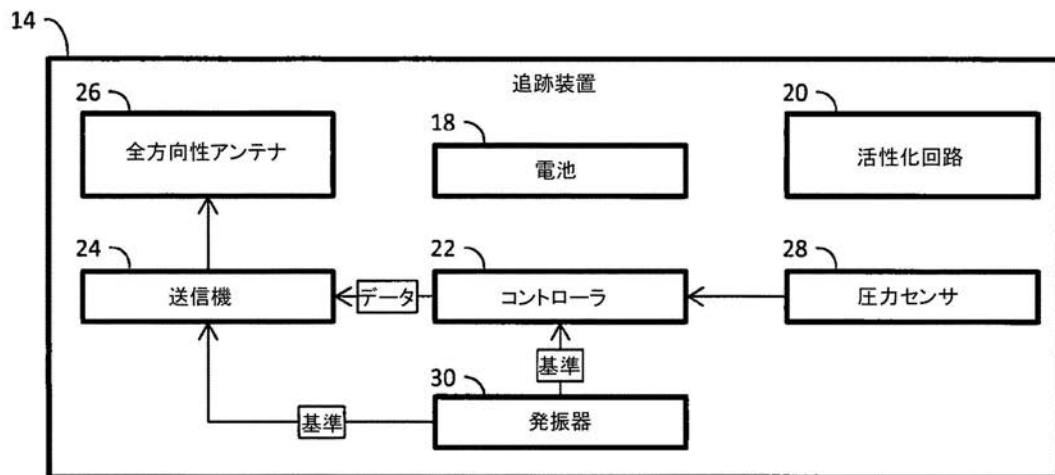 14
追跡装置
26
全方向性アンテナ
18
電池
20
活性化回路
24
送信機
データ
22
コントローラ
28
圧力センサ
基準
30
発振器
基準